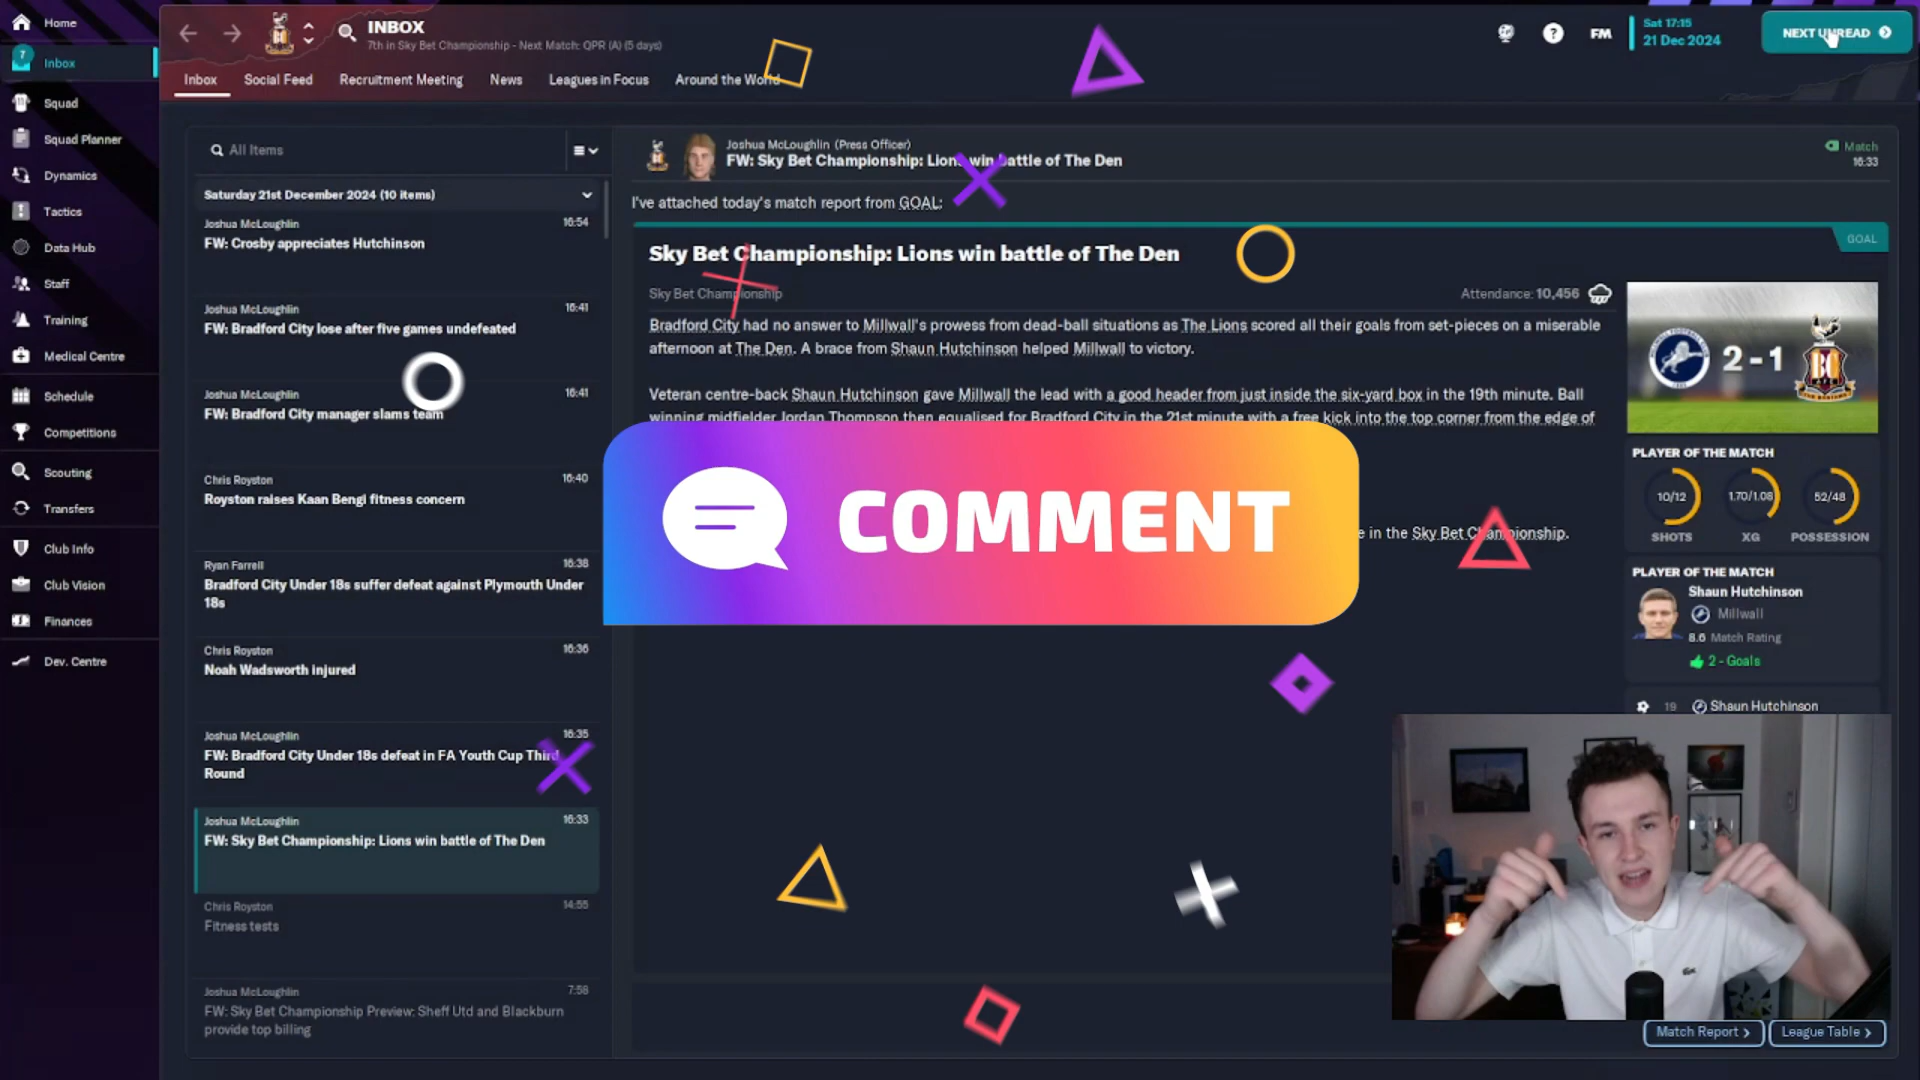 Home
7
Inbox
Squad
Squad Planner
Dynamics
Tactics
Data Hub
Staff
Training
Medical Centre
Schedule
Competitions
Scouting
Transfers
Club Info
Club Vision
Finances
Dev. Centre
INBOX
7th in Sky Bet Championship - Next Match: QPR (A) (5 days)
Inbox
Social Feed
Recruitment Meeting
News
Leagues in Focus
Around the World
?
FM
Sat 17:15
21 Dec 2024
NEXT UNREAD
All Items
Saturday 21st December 2024 (10 items)
Joshua McLoughlin 16:54
FW: Crosby appreciates Hutchinson
Joshua McLoughlin 16:41
FW: Bradford City lose after five games undefeated
Joshua McLoughlin 16:41
FW: Bradford City manager slams team
Chris Royston 16:40
Royston raises Kaan Bengi fitness concern
Ryan Farrell 16:38
Bradford City Under 18s suffer defeat against Plymouth Under
18s
Chris Royston 16:36
Noah Wadsworth injured
Joshua McLoughlin 16:35
FW: Bradford City Under 18s defeat in FA Youth Cup Third
Round
Joshua McLoughlin 16:33
FW: Sky Bet Championship: Lions win battle of The Den
Chris Royston 14:55
Fitness tests
Joshua McLoughlin 7:58
FW: Sky Bet Championship Preview: Sheff Utd and Blackburn
provide top billing
Joshua McLoughlin (Press Officer)
FW: Sky Bet Championship: Lions win battle of The Den
Match
16:33
I've attached today's match report from GOAL:
GOAL
Sky Bet Championship: Lions win battle of The Den
Sky Bet Championship
Attendance: 10,456
Bradford City had no answer to Millwall's prowess from dead-ball situations as The Lions scored all their goals from set-pieces on a miserable
afternoon at The Den. A brace from Shaun Hutchinson helped Millwall to victory.
Veteran centre-back Shaun Hutchinson gave Millwall the lead with a good header from just inside the six-yard box in the 19th minute. Ball
winning midfielder Jordan Thompson then equalised for Bradford City in the 21st minute with a free kick into the top corner from the edge of
e in the Sky Bet Championship.
COMMENT
2 - 1
PLAYER OF THE MATCH
10/12
1.70/1.08
52/48
SHOTS
XG
POSSESSION
PLAYER OF THE MATCH
Shaun Hutchinson
Millwall
8.6 Match Rating
2 - Goals
19 Shaun Hutchinson
Match Report
League Table